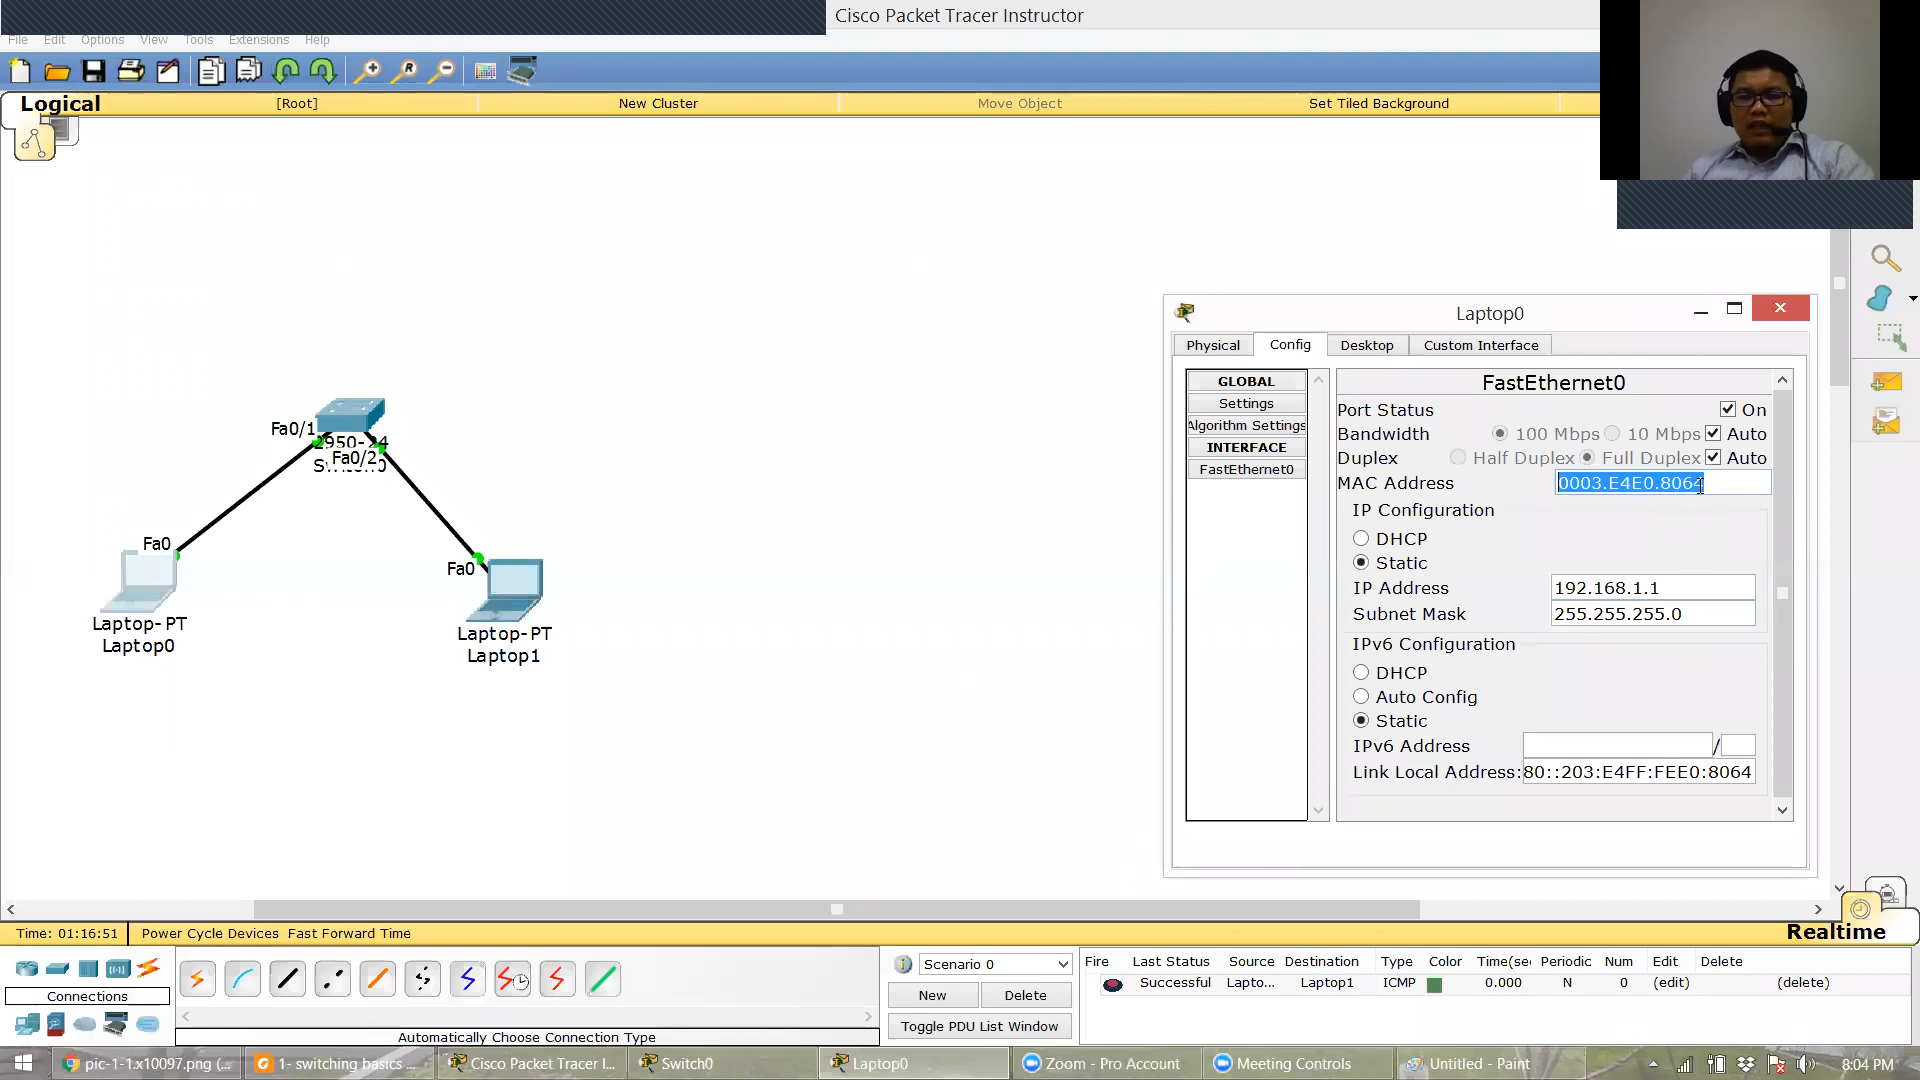 Cisco Packet Tracer Instructor
File Edit Options View Tools Extensions Help
Logical
[Root]
New Cluster
Move Object
Set Tiled Background
Fa0/1
2950-24
Fa0/2
Fa0
Laptop-PT
Laptop0
Fa0
Laptop-PT
Laptop1
Laptop0
Physical Config Desktop Custom Interface
GLOBAL
Settings
Algorithm Settings
INTERFACE
FastEthernet0
FastEthernet0
Port Status On
Bandwidth 100 Mbps 10 Mbps Auto
Duplex Half Duplex Full Duplex Auto
MAC Address 0003.E4E0.8064
IP Configuration
DHCP
Static
IP Address 192.168.1.1
Subnet Mask 255.255.255.0
IPv6 Configuration
DHCP
Auto Config
Static
IPv6 Address /
Link Local Address: 80::203:E4FF:FEE0:8064
Time: 01:16:51 Power Cycle Devices Fast Forward Time
Realtime
Connections
Automatically Choose Connection Type
Scenario 0
New Delete
Toggle PDU List Window
Fire Last Status Source Destination Type Color Time(sec Periodic Num Edit Delete
Successful Lapto... Laptop1 ICMP 0.000 N 0 (edit) (delete)
pic-1-1.x10097.png (... 1- switching basics ... Cisco Packet Tracer I... Switch0 Laptop0 Zoom - Pro Account Meeting Controls Untitled - Paint 8:04 PM